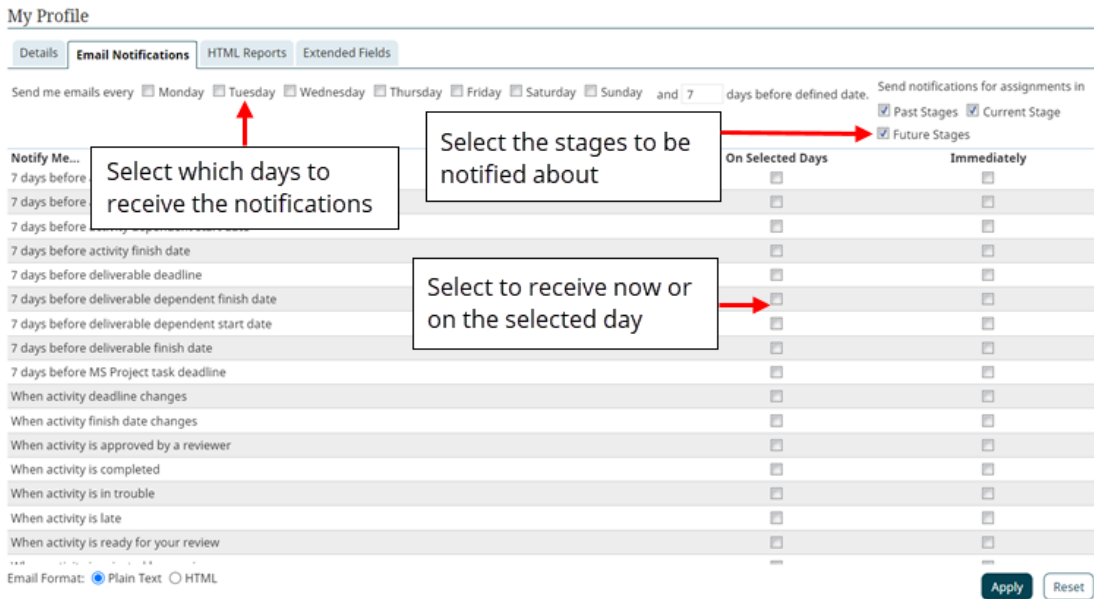 My Profile
Details Email Notifications HTML Reports Extended Fields
Send me emails every Monday Tuesday Wednesday Thursday Friday Saturday Sunday and 7 days before defined date.
Send notifications for assignments in
Past Stages Current Stage
Future Stages
Select which days to
receive the notifications
Select the stages to be
notified about
Notify Me... On Selected Days Immediately
7 days before
7 days before
7 days before activity dependent start date
7 days before activity finish date
7 days before deliverable deadline
7 days before deliverable dependent finish date
7 days before deliverable dependent start date
7 days before deliverable finish date
7 days before MS Project task deadline
Select to receive now or
on the selected day
When activity deadline changes
When activity finish date changes
When activity is approved by a reviewer
When activity is completed
When activity is in trouble
When activity is late
When activity is ready for your review
Email Format: Plain Text HTML
Apply Reset